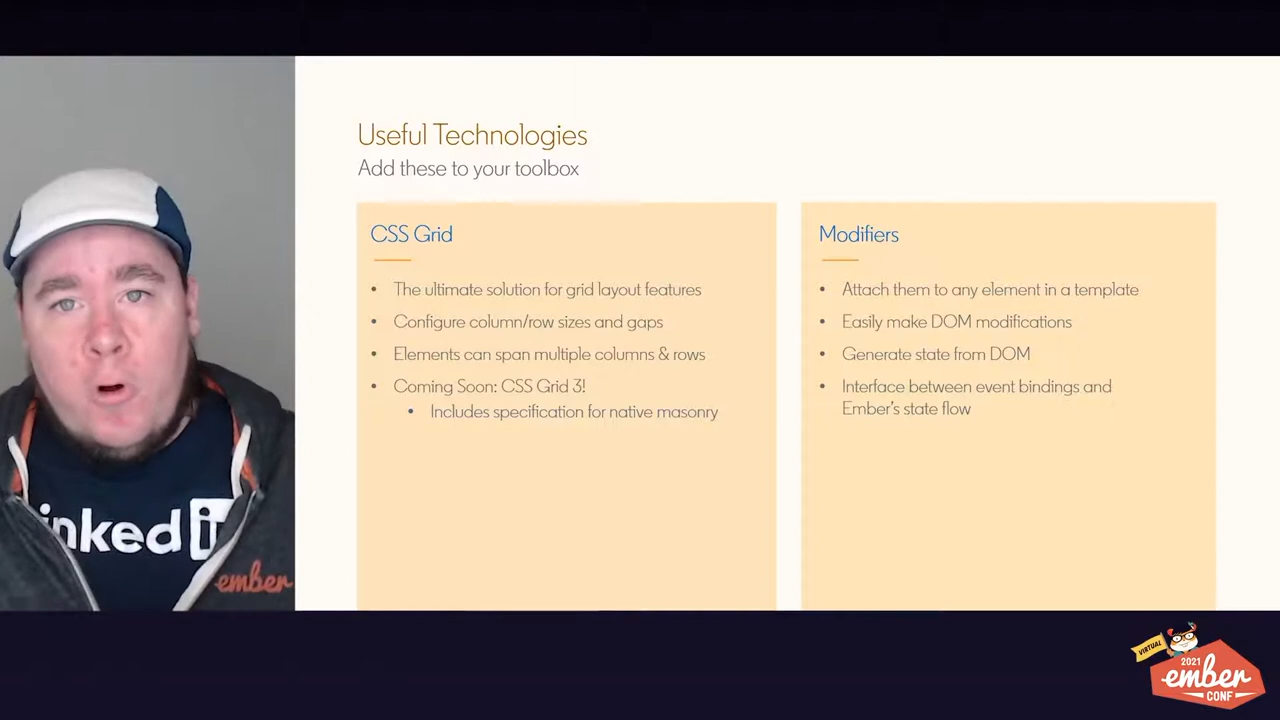 Useful Technologies
Add these to your toolbox
CSS Grid
• The ultimate solution for grid layout features
• Configure column/row sizes and gaps
• Elements can span multiple columns & rows
• Coming Soon: CSS Grid 3!
• Includes specification for native masonry
Modifiers
• Attach them to any element in a template
• Easily make DOM modifications
• Generate state from DOM
• Interface between event bindings and
Ember's state flow
inked in
ember
VIRTUAL
2021
ember
CONF